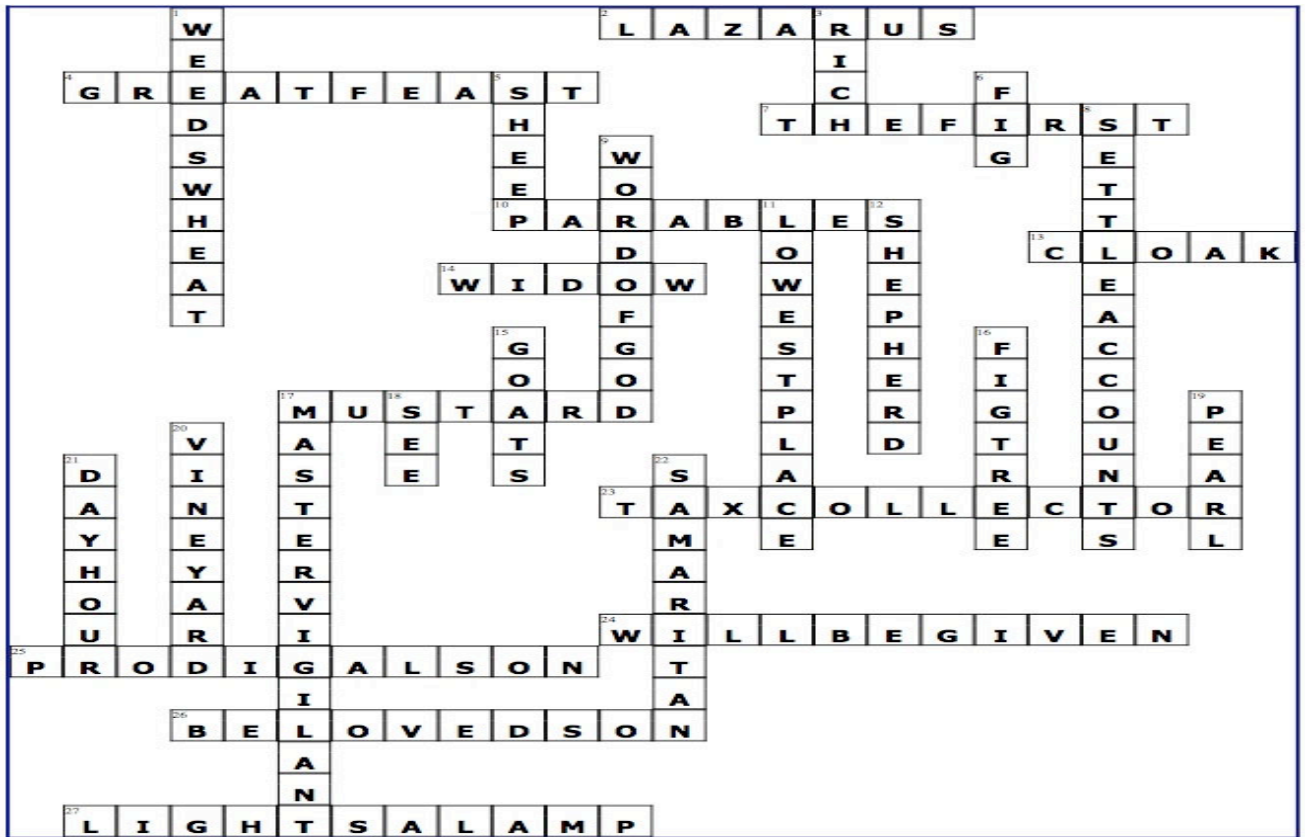 1 WEEDSWHEAT
2 LAZARUS
3 RICH
4 GREATFEAST
5 SHEEP
6 FIG
7 THEFIRST
8 SETTLEACCOUNTS
9 WORDOFGOD
10 PARABLES
11 LOWESTPLACE
12 SHEPHERD
13 CLOAK
14 WIDOW
15 GOATS
16 FIGTREE
17 MUSTARD
17 MASTERVIGILANT
18 SEE
19 PEARL
20 VINEYARD
21 DAYHOUR
22 SAMARITAN
23 TAXCOLLECTOR
24 WILLBEGIVEN
25 PRODIGALSON
26 BELOVEDSON
27 LIGHTSALAMP